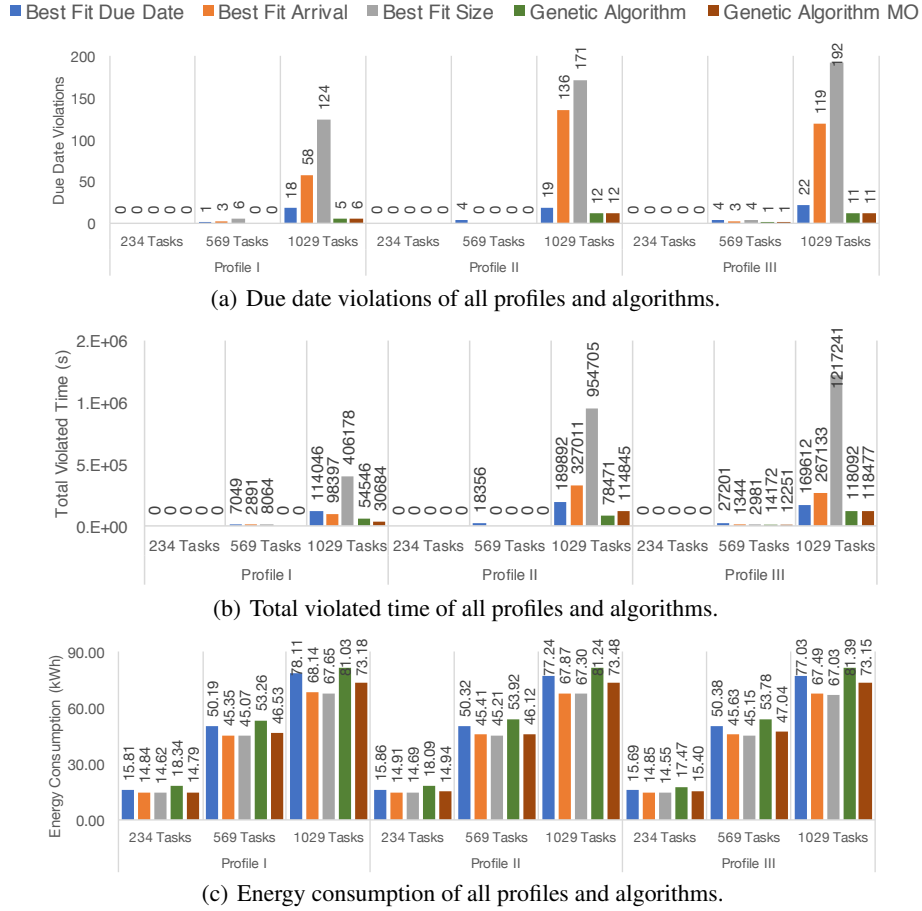 Best Fit Due Date Best Fit Arrival Best Fit Size Genetic Algorithm Genetic Algorithm MO
Due Date Violations
200
150
100
50
0
0 0 0 0 0 1 3 6 0 0 18 58 124 5 6 0 0 0 0 0 4 0 0 0 0 19 136 171 12 12 0 0 0 0 0 4 3 4 1 1 22 119 192 11 11
234 Tasks 569 Tasks 1029 Tasks 234 Tasks 569 Tasks 1029 Tasks 234 Tasks 569 Tasks 1029 Tasks
Profile I Profile II Profile III
(a) Due date violations of all profiles and algorithms.
Total Violated Time (s)
2.E+06
1.E+06
5.E+05
0.E+00
0 0 0 0 0 7049 2891 8064 0 0 114046 98397 406178 54546 30684 0 0 0 0 0 18356 0 0 0 0 189892 327011 954705 78471 114845 0 0 0 0 0 27201 1344 2981 14172 12251 169612 267133 1217241 118092 118477
234 Tasks 569 Tasks 1029 Tasks 234 Tasks 569 Tasks 1029 Tasks 234 Tasks 569 Tasks 1029 Tasks
Profile I Profile II Profile III
(b) Total violated time of all profiles and algorithms.
Energy Consumption (kWh)
90.00
60.00
30.00
0.00
15.81 14.84 14.62 18.34 14.79 50.19 45.35 45.07 53.26 46.53 78.11 68.14 67.65 81.03 73.18 15.86 14.91 14.69 18.09 14.94 50.32 45.41 45.21 53.92 46.12 77.24 67.87 67.30 81.24 73.48 15.69 14.85 14.55 17.47 15.40 50.38 45.63 45.15 53.78 47.04 77.03 67.49 67.03 81.39 73.15
234 Tasks 569 Tasks 1029 Tasks 234 Tasks 569 Tasks 1029 Tasks 234 Tasks 569 Tasks 1029 Tasks
Profile I Profile II Profile III
(c) Energy consumption of all profiles and algorithms.